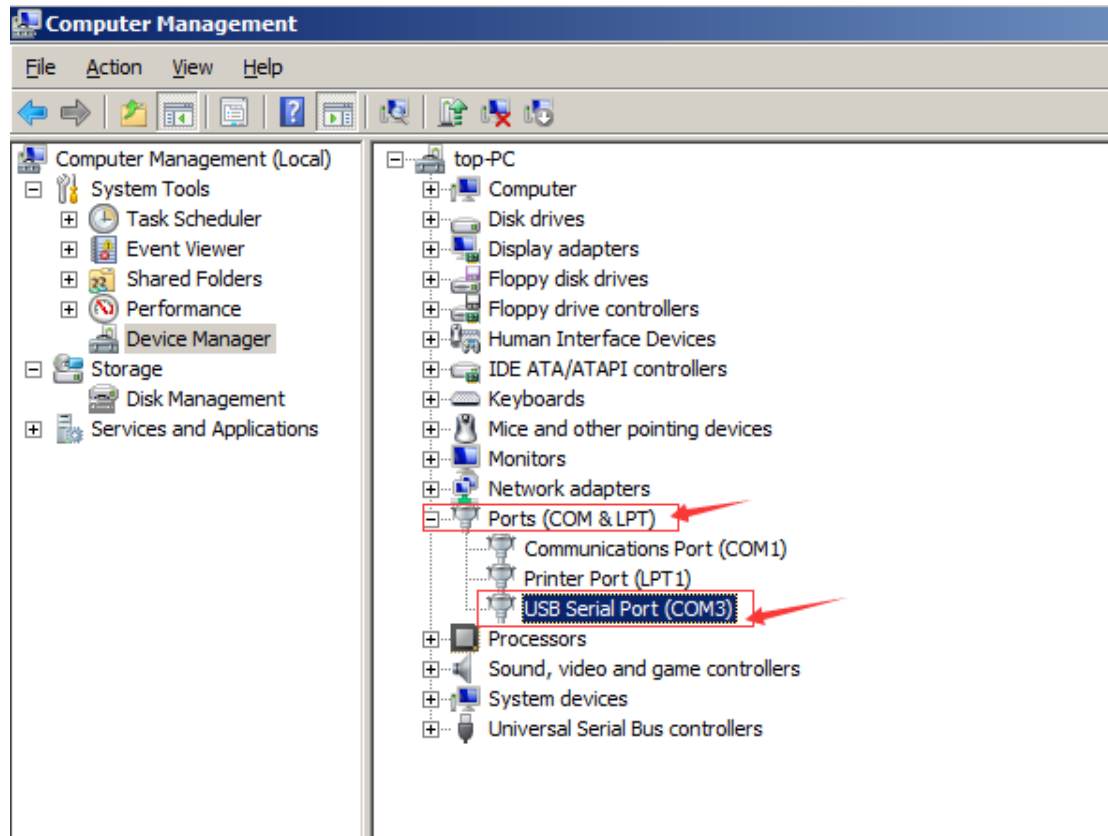 Computer Management
File Action View Help
Computer Management (Local)
System Tools
Task Scheduler
Event Viewer
Shared Folders
Performance
Device Manager
Storage
Disk Management
Services and Applications
top-PC
Computer
Disk drives
Display adapters
Floppy disk drives
Floppy drive controllers
Human Interface Devices
IDE ATA/ATAPI controllers
Keyboards
Mice and other pointing devices
Monitors
Network adapters
Ports (COM & LPT)
Communications Port (COM1)
Printer Port (LPT1)
USB Serial Port (COM3)
Processors
Sound, video and game controllers
System devices
Universal Serial Bus controllers